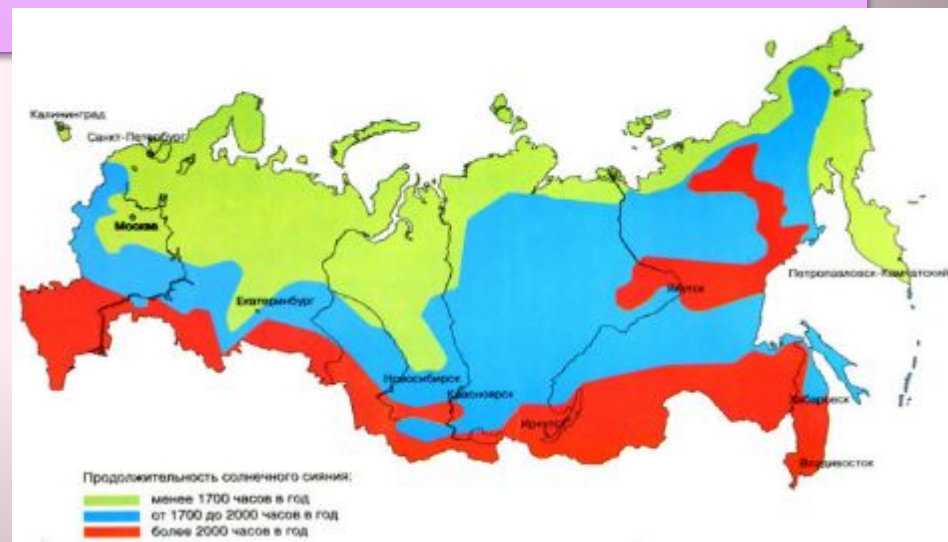 Калининград
Санкт-Петербург
Москва
Екатеринбург
Петропавловск-Камчатский
Якутск
Новосибирск
Красноярск
Иркутск
Хабаровск
Владивосток
Продолжительность солнечного сияния:
менее 1700 часов в год
от 1700 до 2000 часов в год
более 2000 часов в год